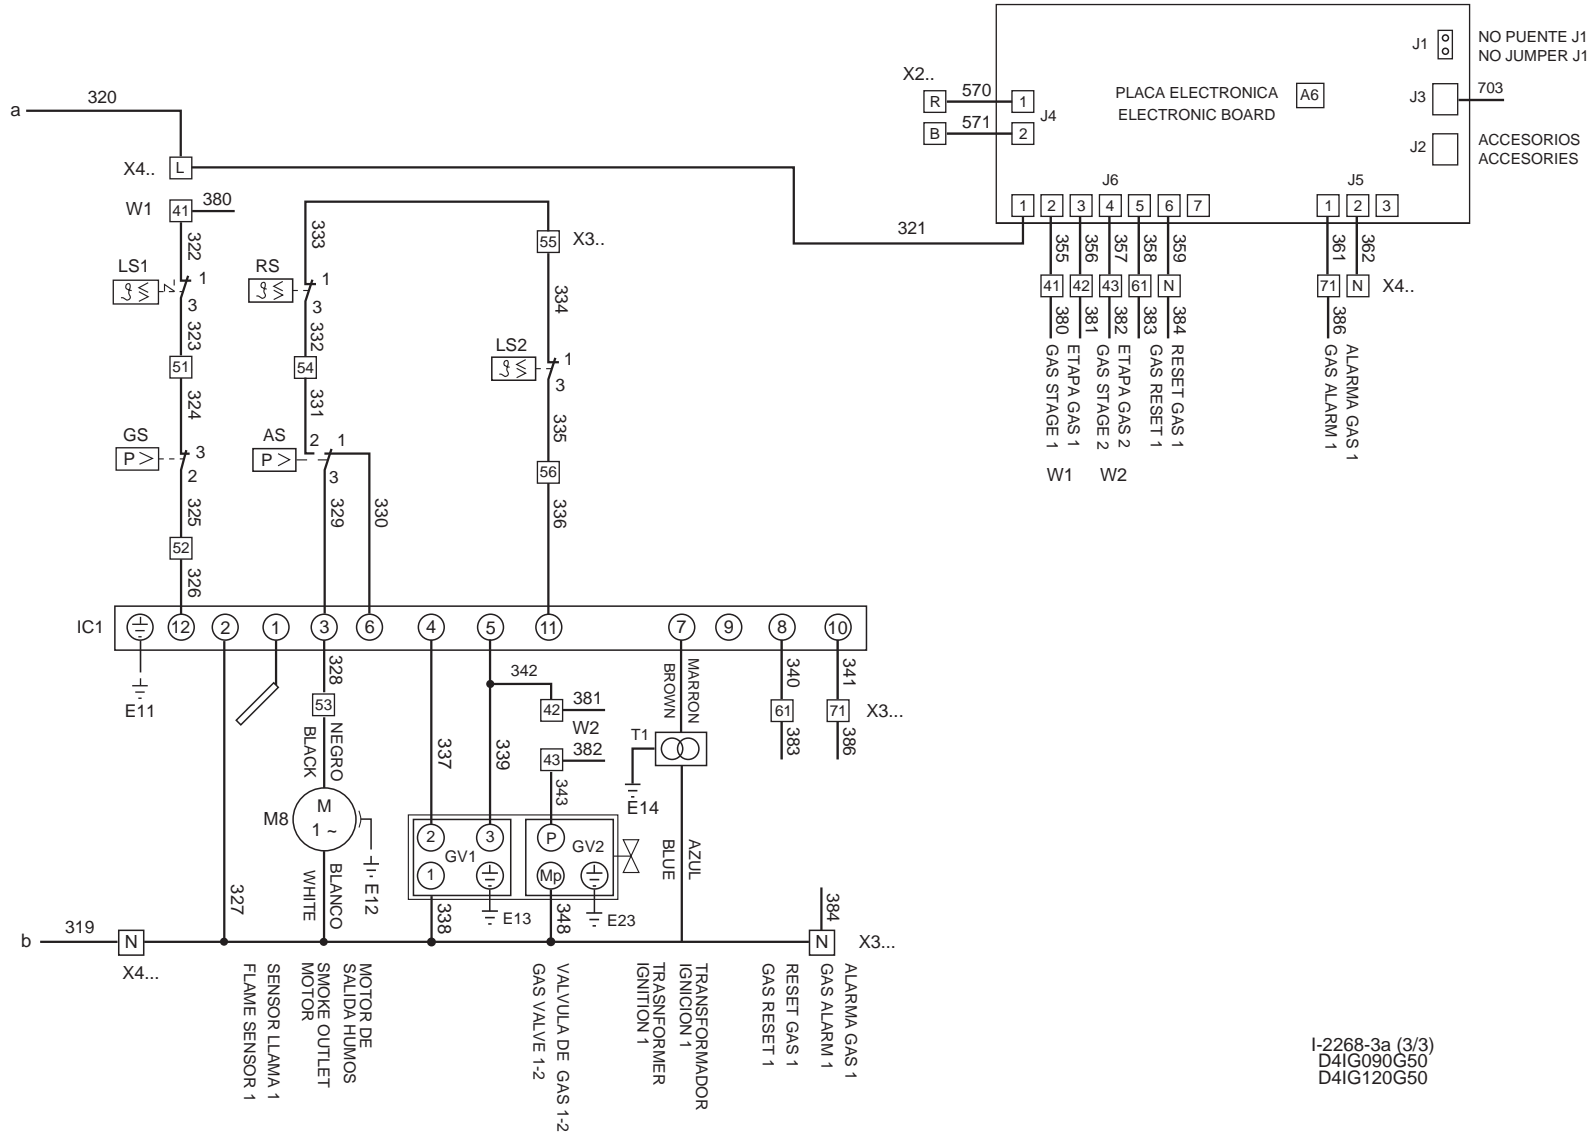 a
320
X4..
L
W1
41
380
322
LS1
1
3
323
51
324
GS
P >
3
2
325
52
326
333
RS
1
3
332
54
331
AS
P >
2
1
3
329
330
55
X3..
334
LS2
1
3
335
56
336
321
X2..
R
570
1
B
571
2
J4
PLACA ELECTRONICA
ELECTRONIC BOARD
A6
J1
NO PUENTE J1
NO JUMPER J1
J3
703
J2
ACCESORIOS
ACCESORIES
J6
1
2
3
4
5
6
7
J5
1
2
3
355
356
357
358
359
361
362
41
42
43
61
N
71
N
X4..
380
381
382
383
384
386
GAS STAGE 1
ETAPA GAS 1
GAS STAGE 2
ETAPA GAS 2
GAS RESET 1
RESET GAS 1
GAS ALARM 1
ALARMA GAS 1
W1
W2
IC1
12
2
1
3
6
4
5
11
7
9
8
10
E11
328
53
NEGRO
BLACK
M8
M
1 ~
E12
BLANCO
WHITE
327
337
339
342
42
381
W2
43
382
343
2
3
GV1
1
P
GV2
Mp
E13
E23
338
348
MARRON
BROWN
T1
E14
AZUL
BLUE
340
341
61
71
X3...
383
386
384
b
319
N
X4...
N
X3...
SENSOR LLAMA 1
FLAME SENSOR 1
MOTOR DE
SALIDA HUMOS
SMOKE OUTLET
MOTOR
VALVULA DE GAS 1-2
GAS VALVE 1-2
TRANSFORMADOR
IGNICION 1
TRASNFORMER
IGNITION 1
RESET GAS 1
GAS RESET 1
ALARMA GAS 1
GAS ALARM 1
I-2268-3a (3/3)
D4IG090G50
D4IG120G50